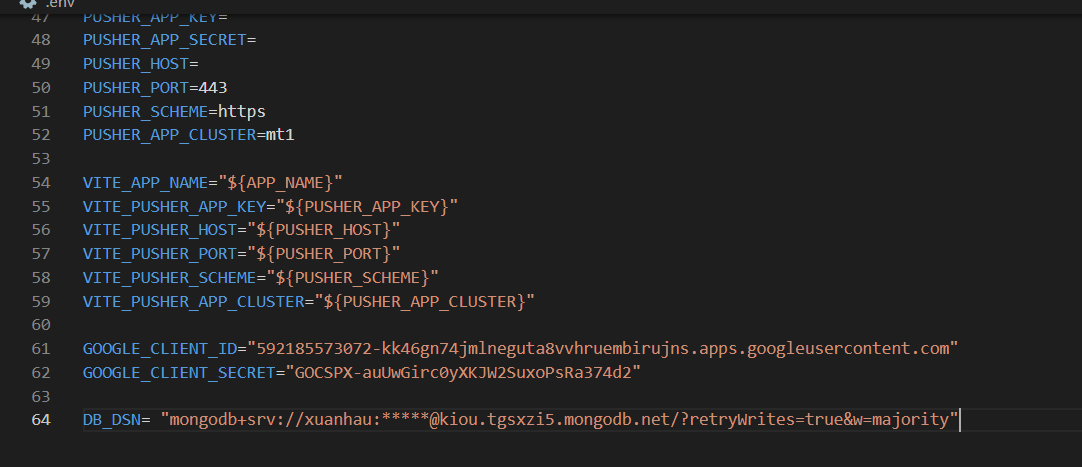 .env
47 PUSHER_APP_KEY=
48 PUSHER_APP_SECRET=
49 PUSHER_HOST=
50 PUSHER_PORT=443
51 PUSHER_SCHEME=https
52 PUSHER_APP_CLUSTER=mt1
53
54 VITE_APP_NAME="${APP_NAME}"
55 VITE_PUSHER_APP_KEY="${PUSHER_APP_KEY}"
56 VITE_PUSHER_HOST="${PUSHER_HOST}"
57 VITE_PUSHER_PORT="${PUSHER_PORT}"
58 VITE_PUSHER_SCHEME="${PUSHER_SCHEME}"
59 VITE_PUSHER_APP_CLUSTER="${PUSHER_APP_CLUSTER}"
60
61 GOOGLE_CLIENT_ID="592185573072-kk46gn74jmlneguta8vvhruembirujns.apps.googleusercontent.com"
62 GOOGLE_CLIENT_SECRET="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"
63
64 DB_DSN= "mongodb+srv://xuanhau:*****@kiou.tgsxzi5.mongodb.net/?retryWrites=true&w=majority"